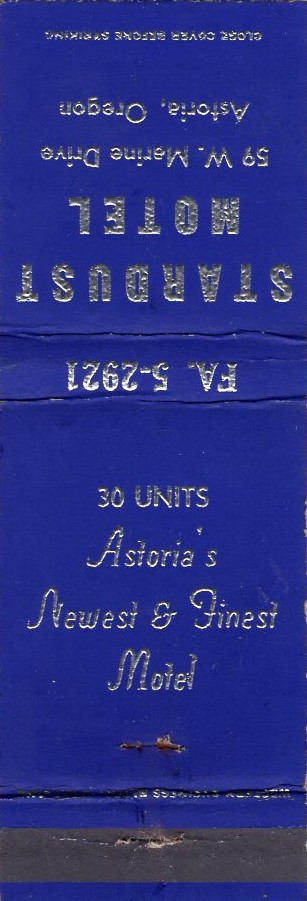 CLOSE COVER BEFORE STRIKING
STARDUST
MOTEL
59 W. Marine Drive
Astoria, Oregon
FA. 5-2921
30 UNITS
Astoria's
Newest & Finest
Motel